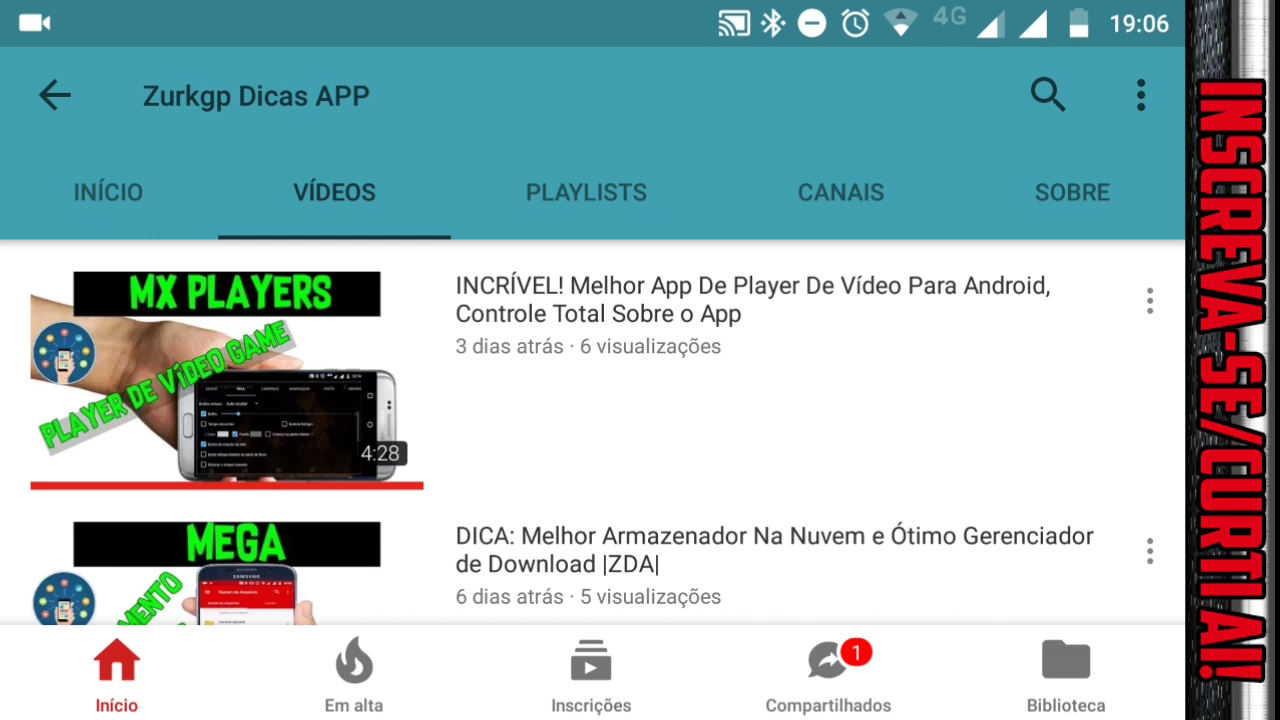 4G 19:06
Zurkgp Dicas APP
INÍCIO VÍDEOS PLAYLISTS CANAIS SOBRE
MX PLAYERS
PLAYER DE VÍDEO GAME
4:28
INCRÍVEL! Melhor App De Player De Vídeo Para Android,
Controle Total Sobre o App
3 dias atrás · 6 visualizações
MEGA
SAMSUNG
DICA: Melhor Armazenador Na Nuvem e Ótimo Gerenciador
de Download |ZDA|
6 dias atrás · 5 visualizações
1
Início Em alta Inscrições Compartilhados Biblioteca
INSCREVA-SE/CURTI AI!